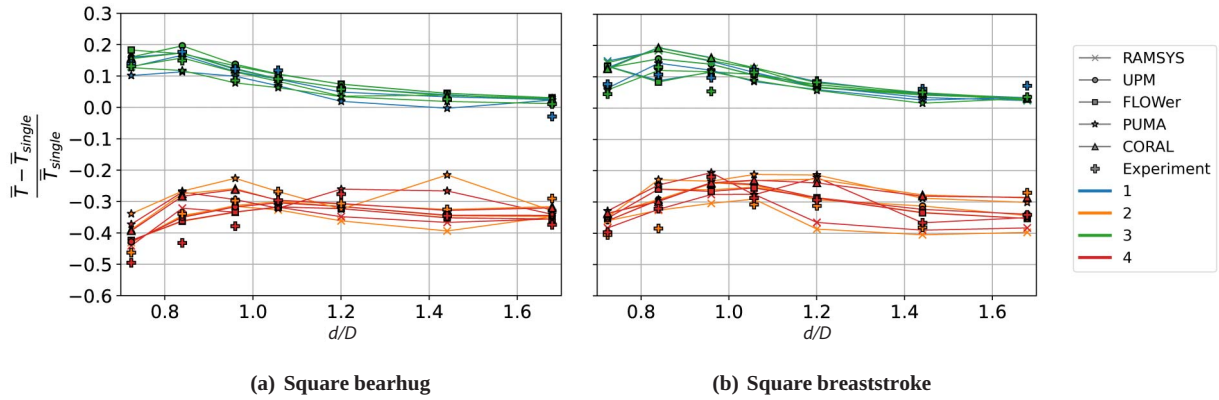 0.3
0.2
0.1
0.0
−0.1
−0.2
−0.3
−0.4
−0.5
−0.6
T̿ − T̿single
T̿single
0.8 1.0 1.2 1.4 1.6
d/D
0.8 1.0 1.2 1.4 1.6
d/D
RAMSYS
UPM
FLOWer
PUMA
CORAL
Experiment
1
2
3
4
(a) Square bearhug
(b) Square breaststroke